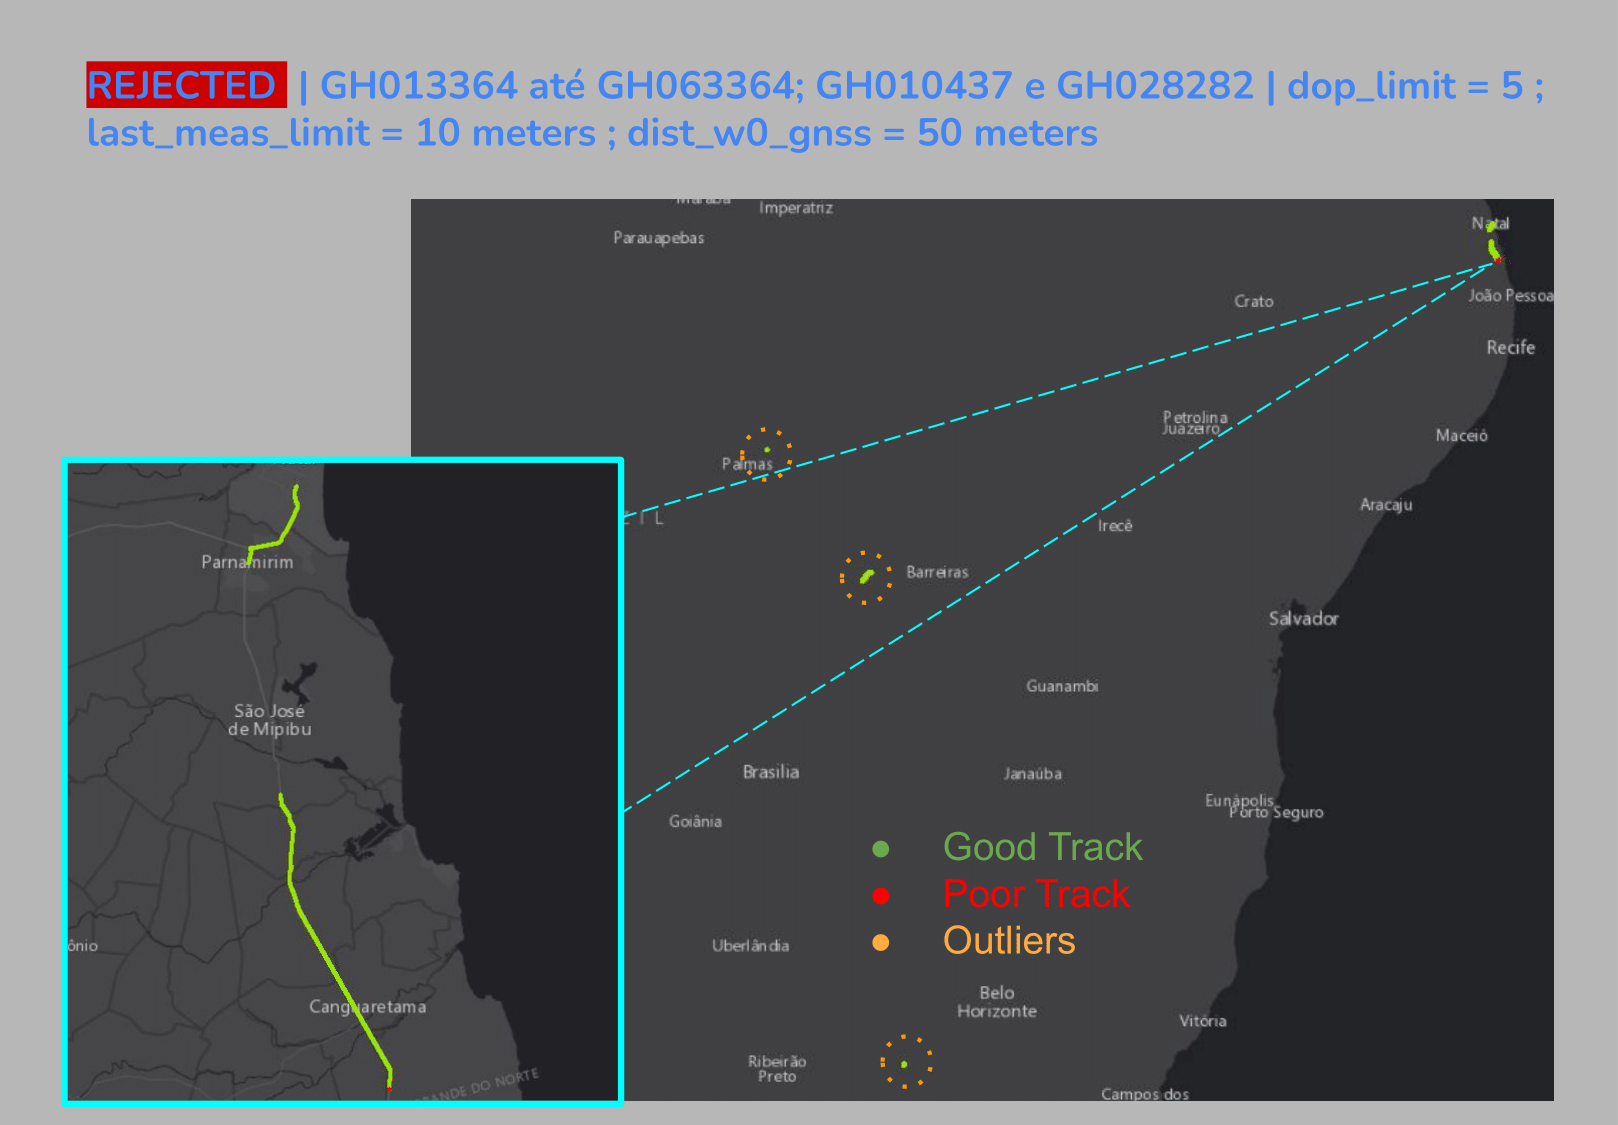 REJECTED | GH013364 até GH063364; GH010437 e GH028282 | dop_limit = 5 ;
last_meas_limit = 10 meters ; dist_w0_gnss = 50 meters
Imperatriz
Parauapebas
Natal
Crato
João Pessoa
Recife
Petrolina
Juazeiro
Maceió
Palmas
Aracaju
Z I L
Irecê
Parnamirim
Barreiras
Salvador
Guanambi
São José
de Mipibu
Brasilia
Janaúba
Eunápolis
Porto Seguro
Goiânia
Good Track
Poor Track
Outliers
ônio
Uberlândia
Canguaretama
Belo
Horizonte
Vitória
Ribeirão
Preto
ANDE DO NORTE
Campos dos